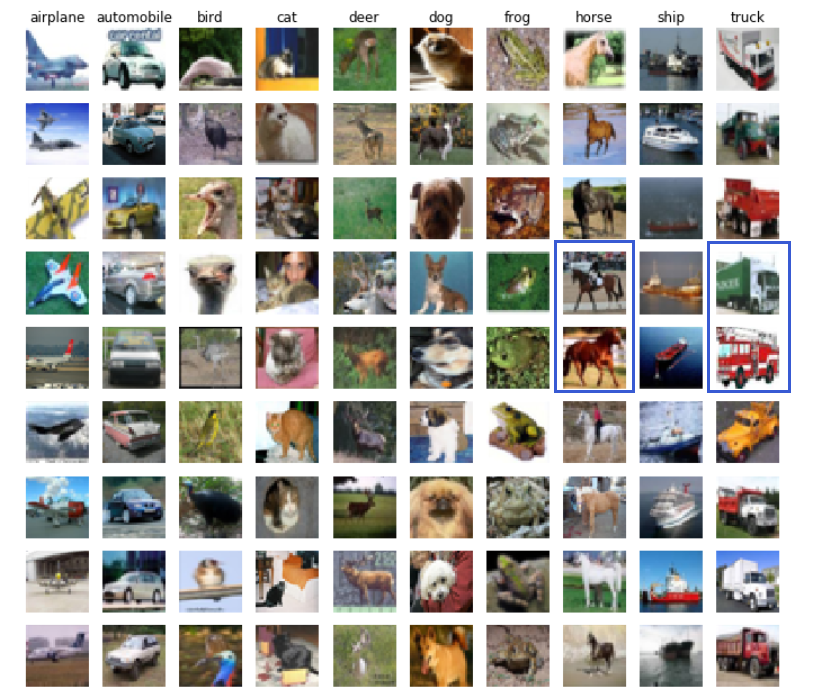 airplane automobile bird cat deer dog frog horse ship truck